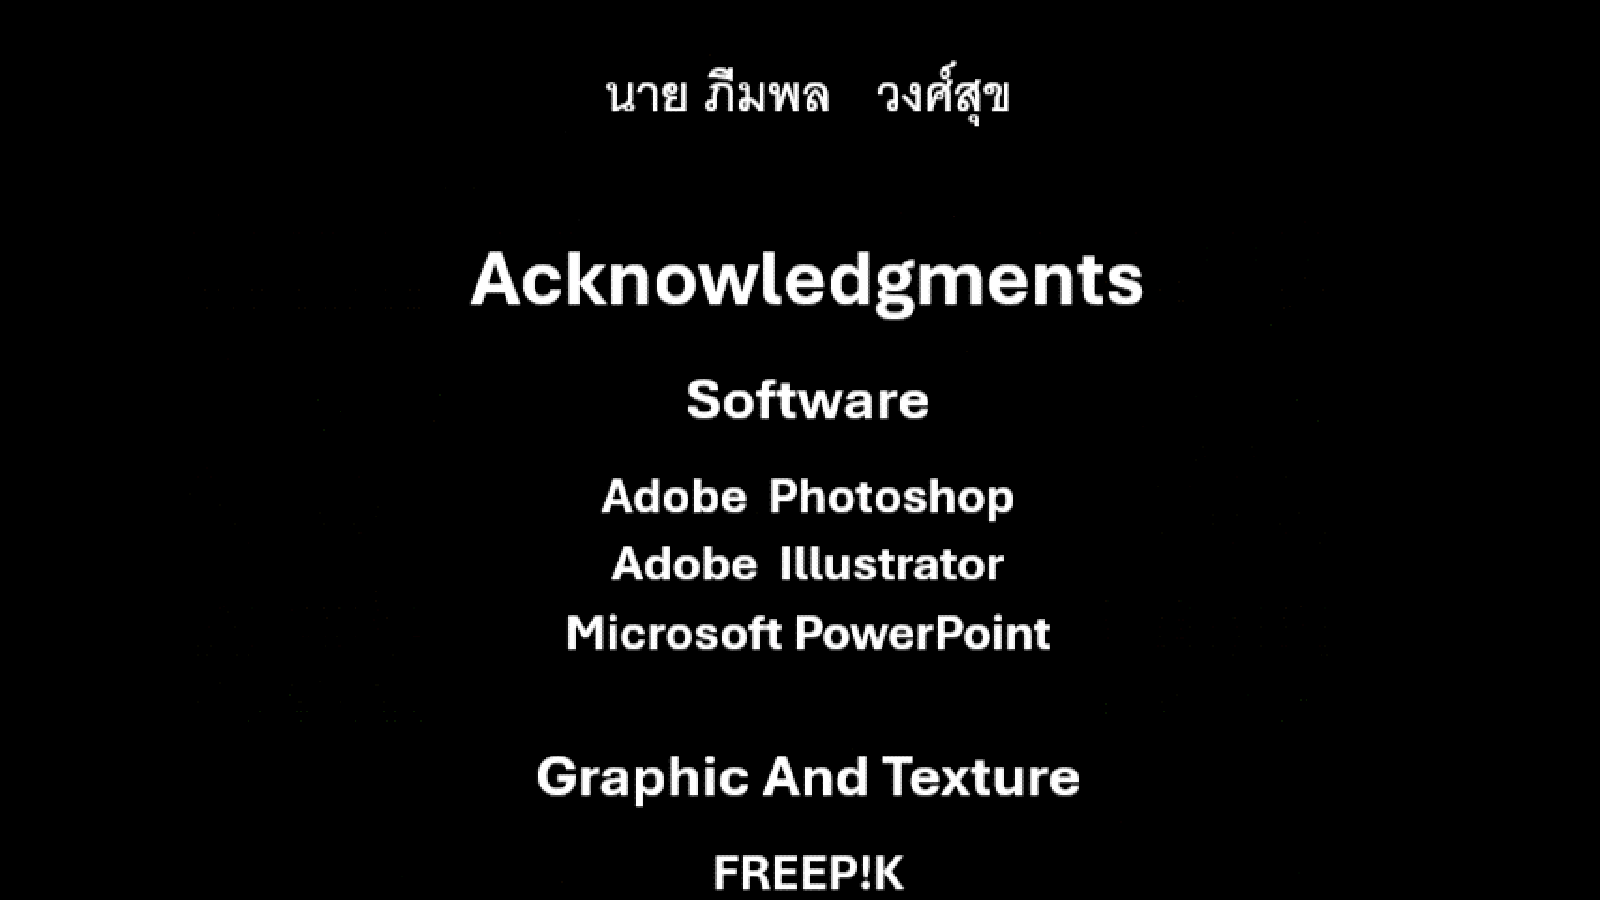 นาย ภีมพล วงศ์สุข
Acknowledgments
Software
Adobe Photoshop
Adobe Illustrator
Microsoft PowerPoint
Graphic And Texture
FREEP!K